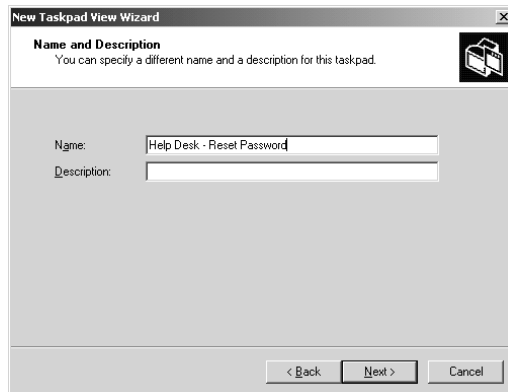 New Taskpad View Wizard
Name and Description
You can specify a different name and a description for this taskpad.
Name: Help Desk - Reset Password
Description:
< Back Next > Cancel